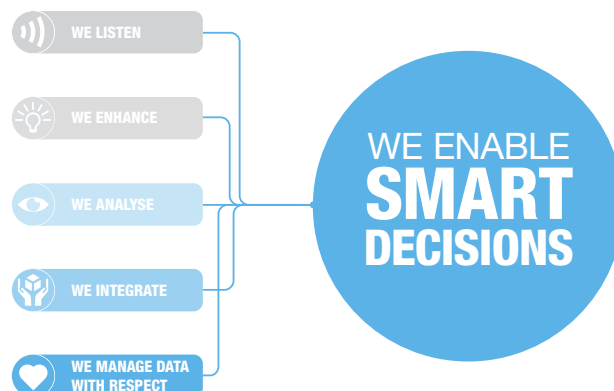 WE LISTEN
WE ENHANCE
WE ANALYSE
WE INTEGRATE
WE MANAGE DATA
WITH RESPECT
WE ENABLE
SMART
DECISIONS